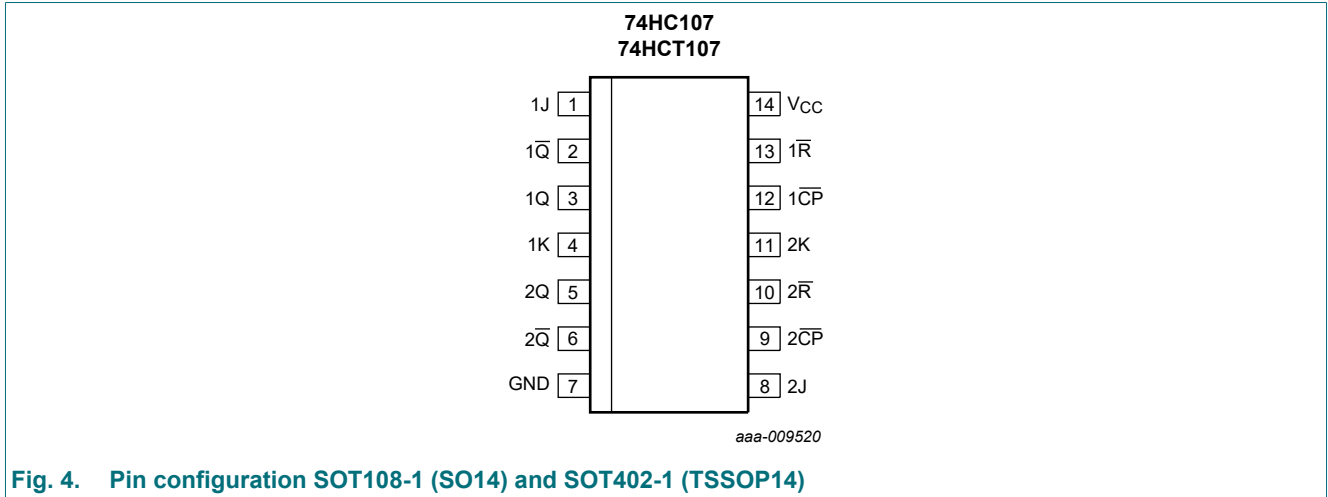 74HC107
74HCT107
1J 1
14 VCC
1Q̅ 2
13 1R̅
1Q 3
12 1C̅P̅
1K 4
11 2K
2Q 5
10 2R̅
2Q̅ 6
9 2C̅P̅
GND 7
8 2J
aaa-009520
Fig. 4. Pin configuration SOT108-1 (SO14) and SOT402-1 (TSSOP14)